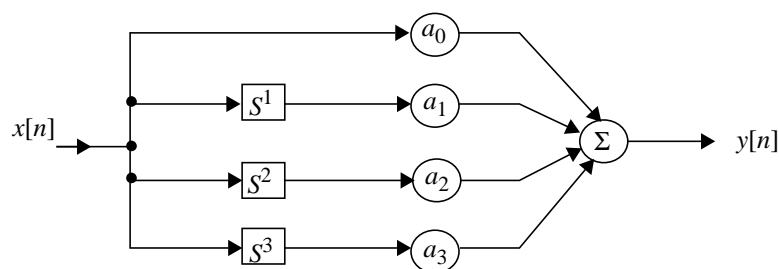 a₀
S¹ a₁
x[n] Σ y[n]
S² a₂
S³ a₃